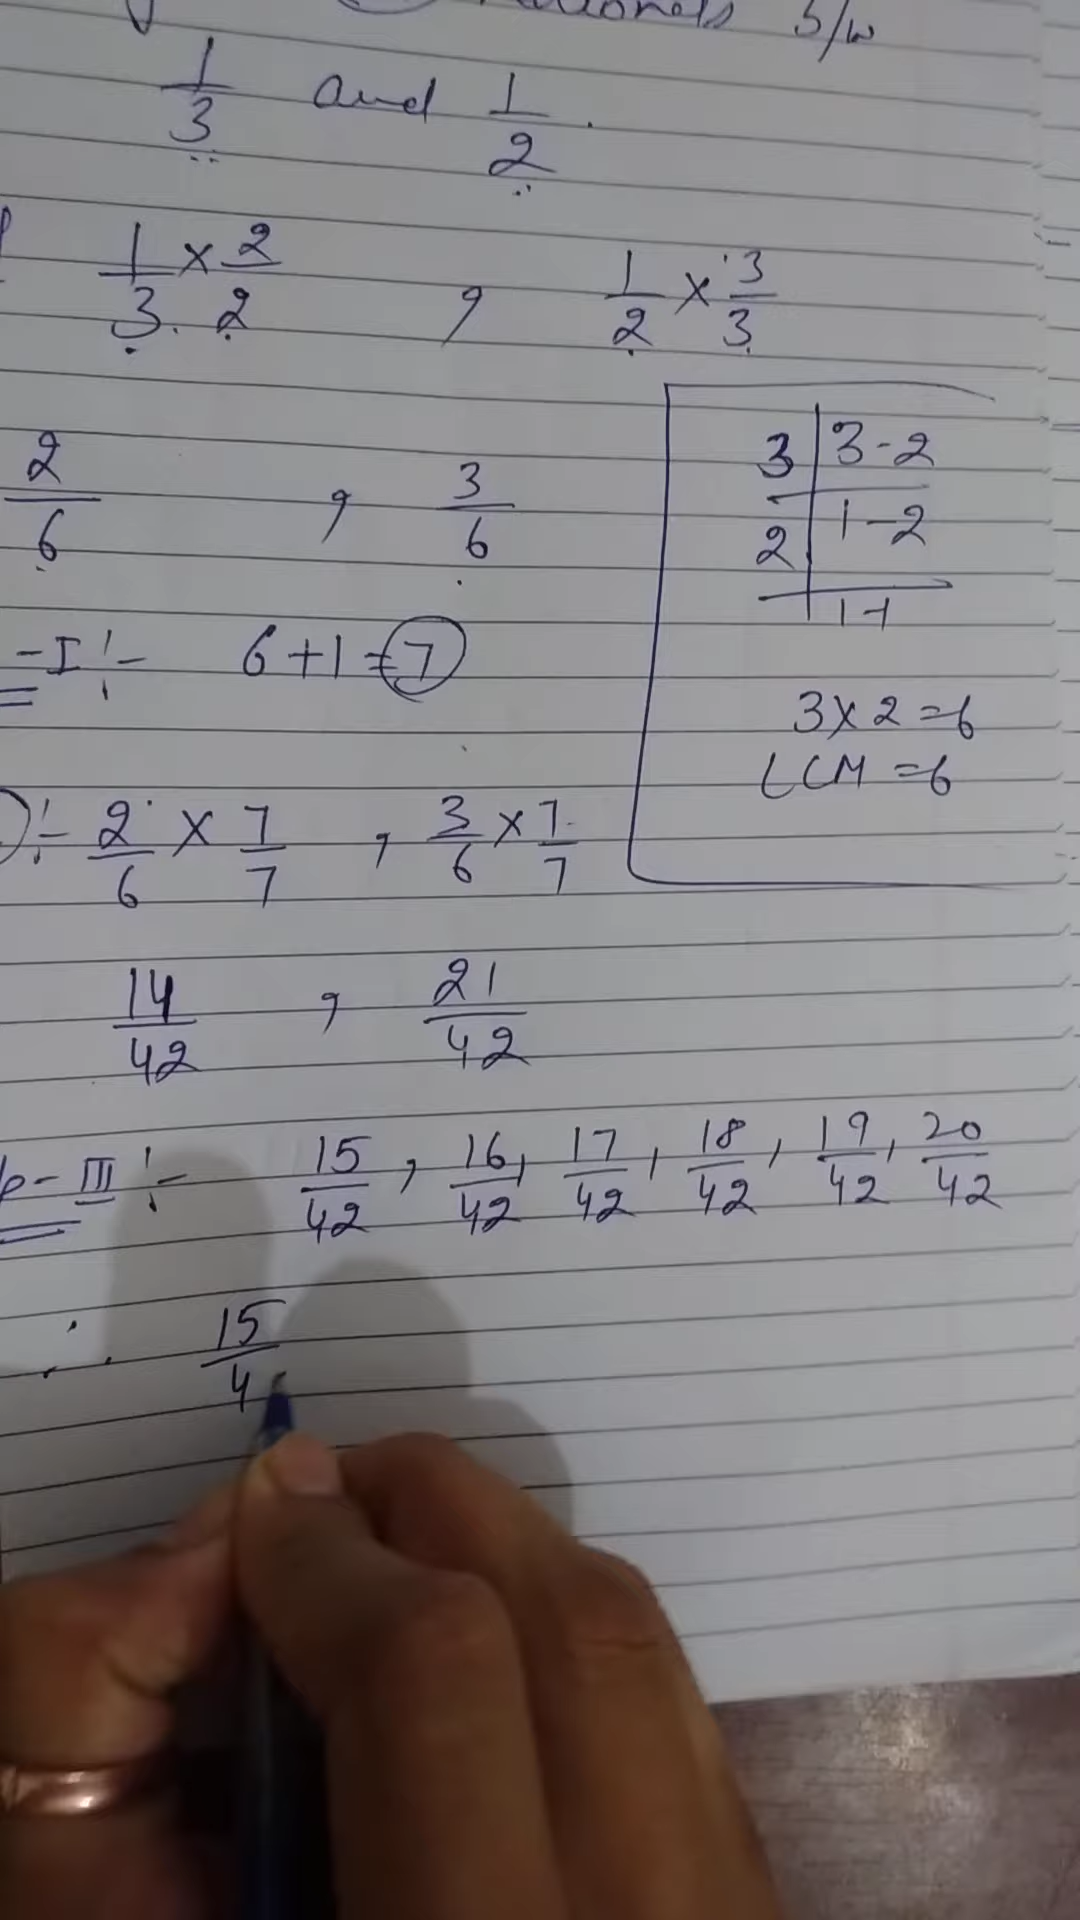 S/w
1/3 and 1/2.
1/3 × 2/2 , 1/2 × 3/3
2/6 , 3/6
3 | 3 - 2
2 | 1 - 2
1 - 1
-I :- 6+1=7
3×2=6
LCM =6
:- 2/6 × 7/7 , 3/6 × 7/7
14/42 , 21/42
p-III :- 15/42, 16/42, 17/42, 18/42, 19/42, 20/42
∴ 15/4